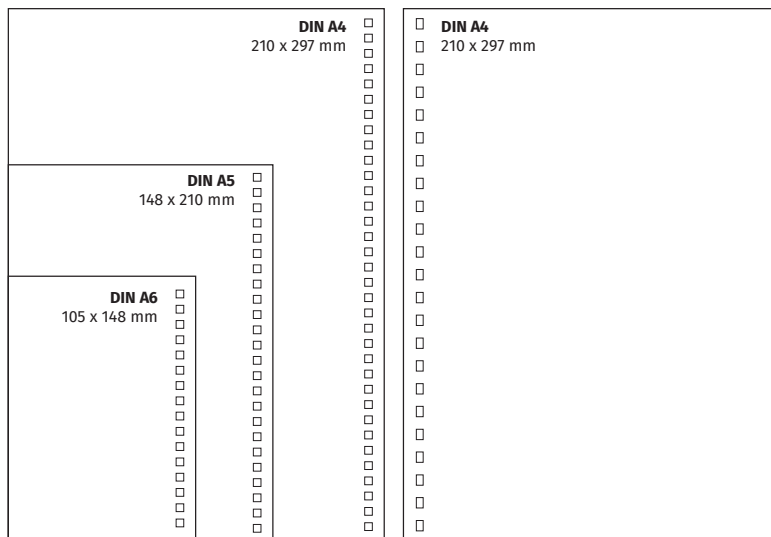 DIN A4
210 x 297 mm
DIN A4
210 x 297 mm
DIN A5
148 x 210 mm
DIN A6
105 x 148 mm